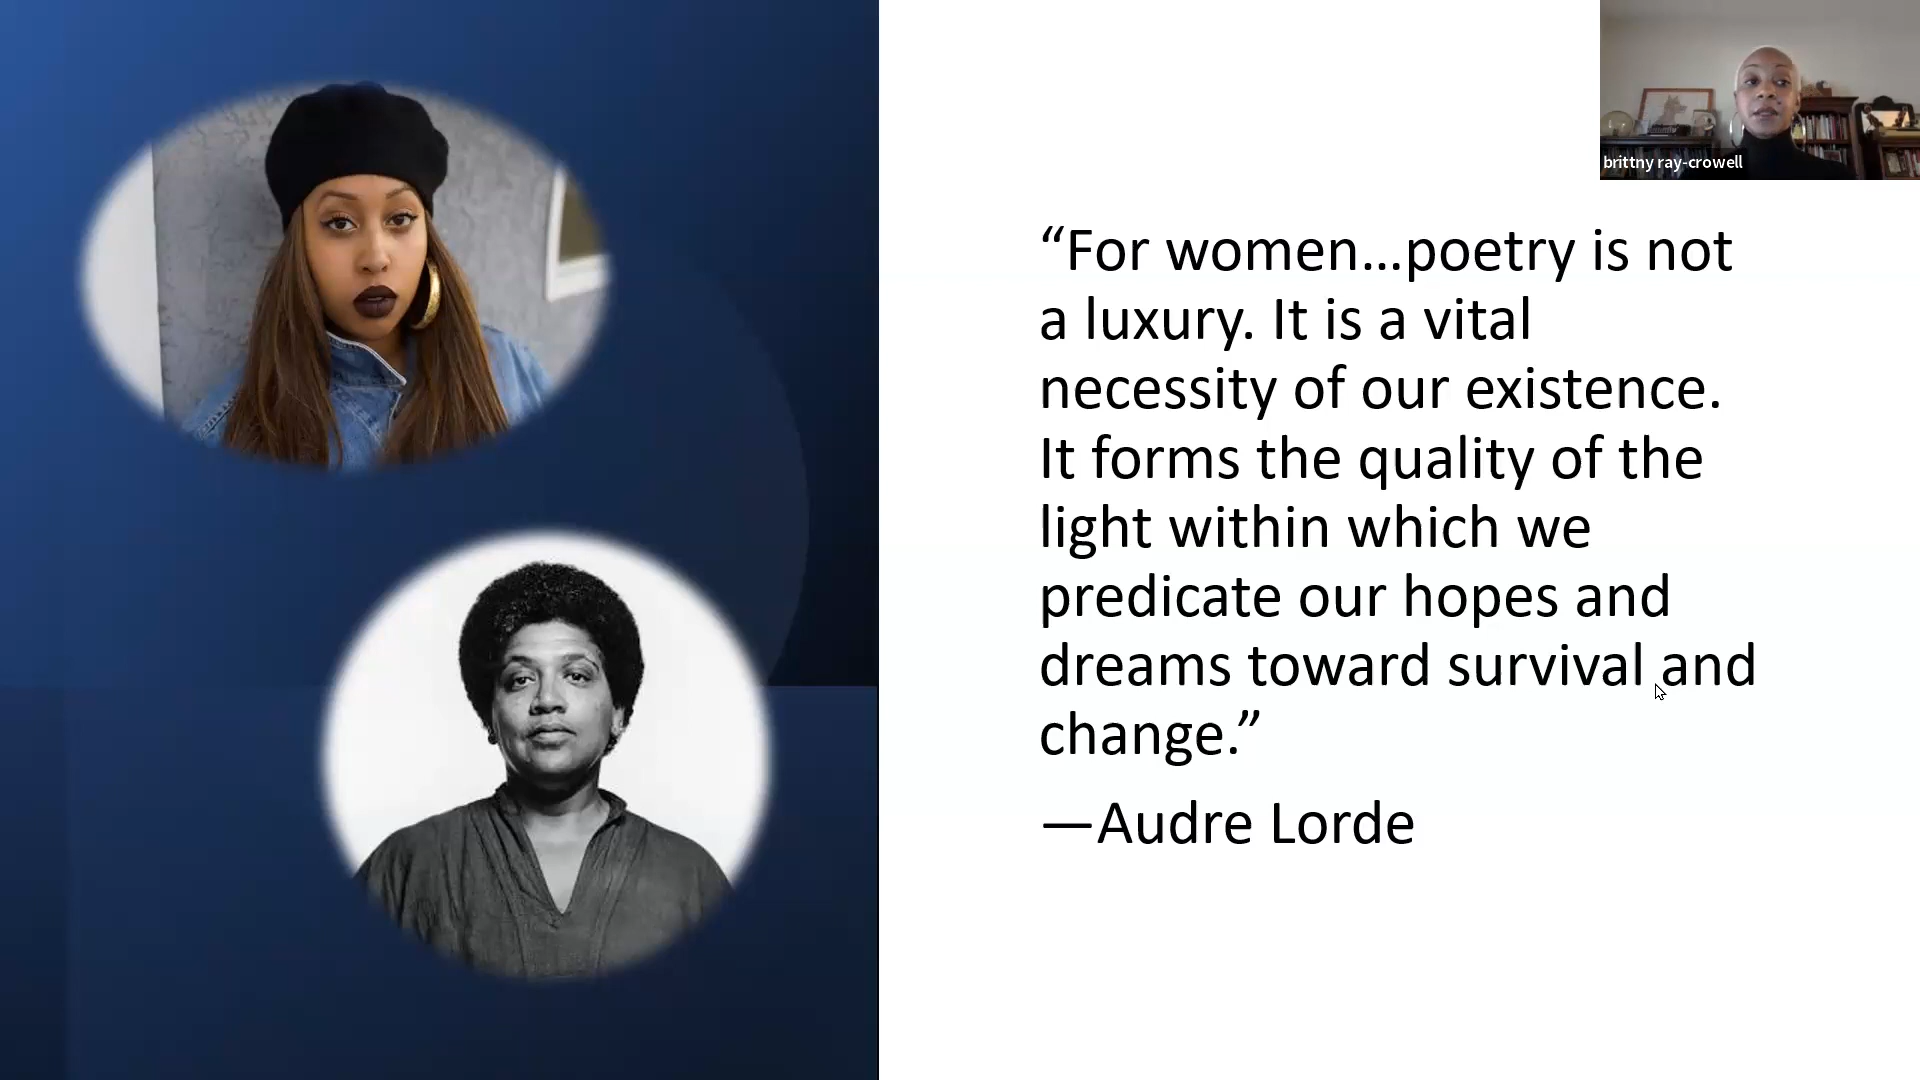 brittny ray-crowell
“For women...poetry is not
a luxury. It is a vital
necessity of our existence.
It forms the quality of the
light within which we
predicate our hopes and
dreams toward survival and
change.”
—Audre Lorde